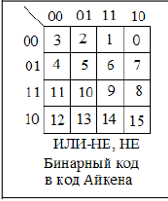 00 01 11 10
00 3 2 1 0
01 4 5 6 7
11 11 10 9 8
10 12 13 14 15
ИЛИ-НЕ, НЕ
Бинарный код
в код Айкена